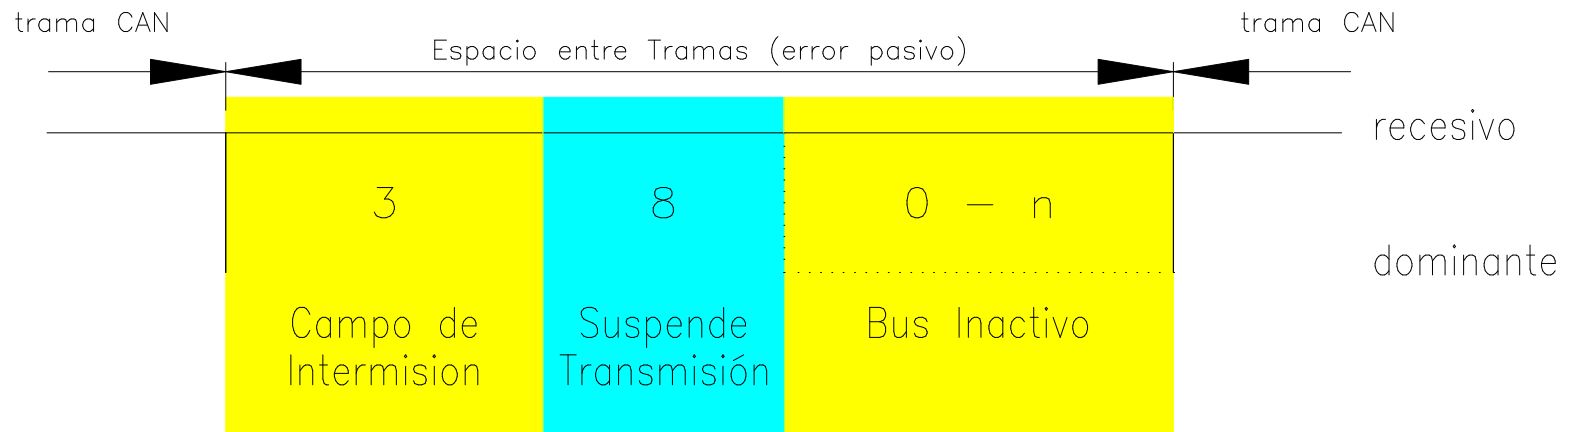 trama CAN
Espacio entre Tramas (error pasivo)
trama CAN
recesivo
3
8
0 – n
dominante
Campo de
Intermision
Suspende
Transmisión
Bus Inactivo